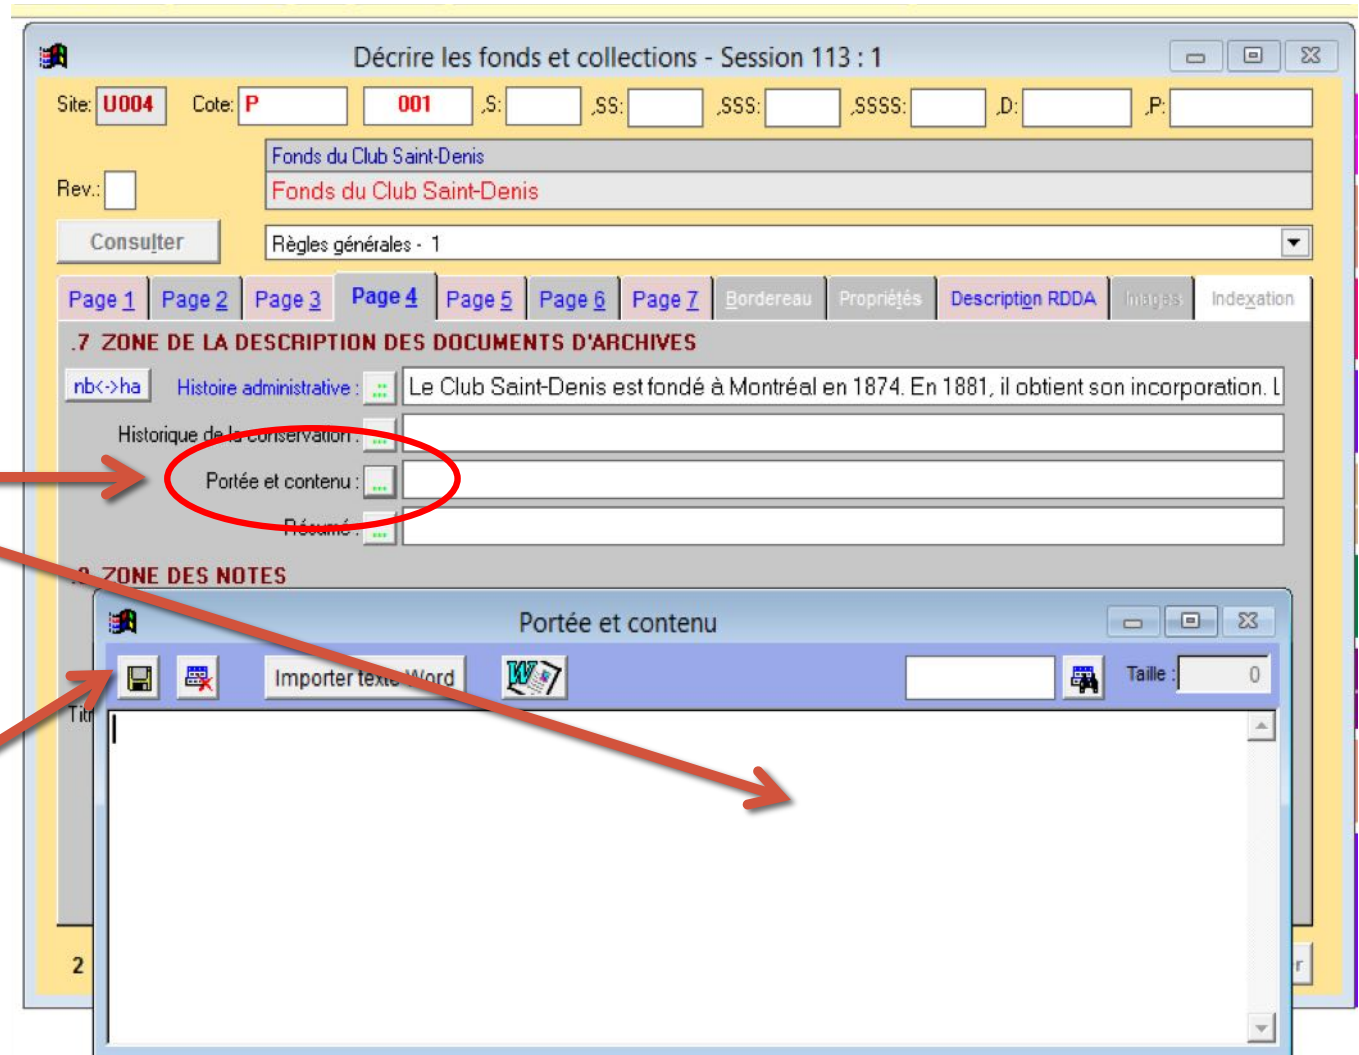 Décrire les fonds et collections - Session 113 : 1
Site: U004 Cote: P 001 ,S: ,SS: ,SSS: ,SSSS: ,D: ,P:
Fonds du Club Saint-Denis
Rev.: Fonds du Club Saint-Denis
Consulter Règles générales - 1
Page 1 Page 2 Page 3 Page 4 Page 5 Page 6 Page 7 Bordereau Propriétés Description RDDA Images Indexation
.7 ZONE DE LA DESCRIPTION DES DOCUMENTS D'ARCHIVES
nb<->ha Histoire administrative : Le Club Saint-Denis est fondé à Montréal en 1874. En 1881, il obtient son incorporation. L
Historique de la conservation : ...
Portée et contenu : ...
Résumé : ...
ZONE DES NOTES
Portée et contenu
Importer texte Word Taille : 0
Titr
2 r